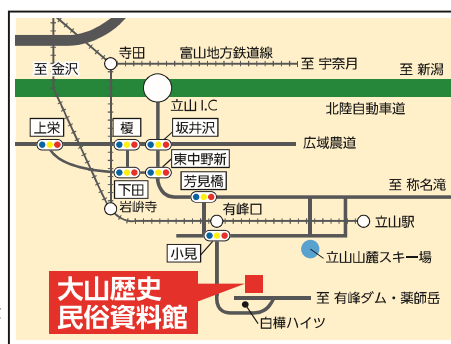 寺田
富山地方鉄道線
至 宇奈月
至 金沢
至 新潟
立山 I.C
北陸自動車道
上栄
榎
坂井沢
広域農道
東中野新
下田
芳見橋
至 称名滝
岩峅寺
有峰口
立山駅
小見
立山山麓スキー場
大山歴史
民俗資料館
至 有峰ダム・薬師岳
白樺ハイツ